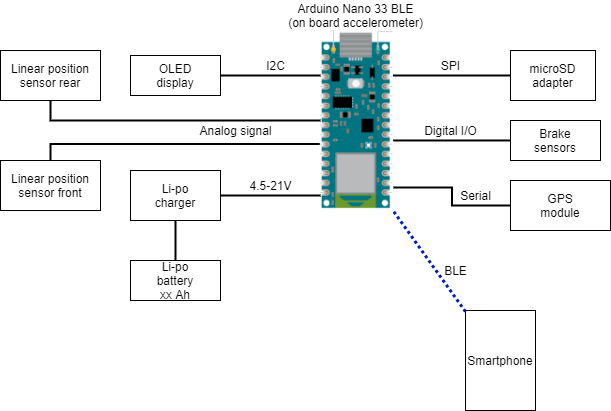 Arduino Nano 33 BLE
(on board accelerometer)
Linear position
sensor rear
OLED
display
I2C
SPI
microSD
adapter
Analog signal
Digital I/O
Brake
sensors
Linear position
sensor front
Li-po
charger
4.5-21V
Serial
GPS
module
Li-po
battery
xx Ah
BLE
Smartphone